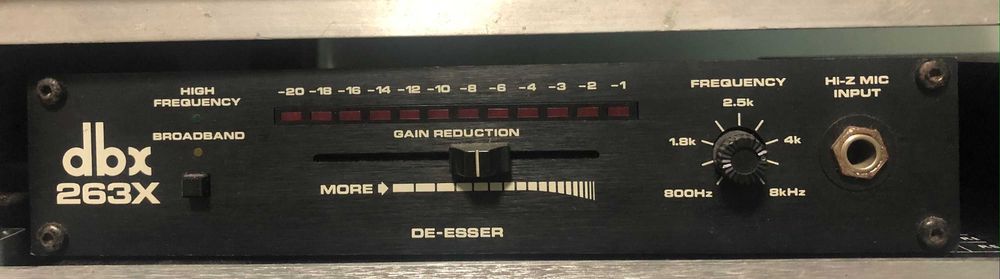 HIGH
FREQUENCY
BROADBAND
dbx
263X
-20 -18 -16 -14 -12 -10 -8 -6 -4 -3 -2 -1
GAIN REDUCTION
MORE
DE-ESSER
FREQUENCY
2.5k
1.8k 4k
800Hz 8kHz
Hi-Z MIC
INPUT